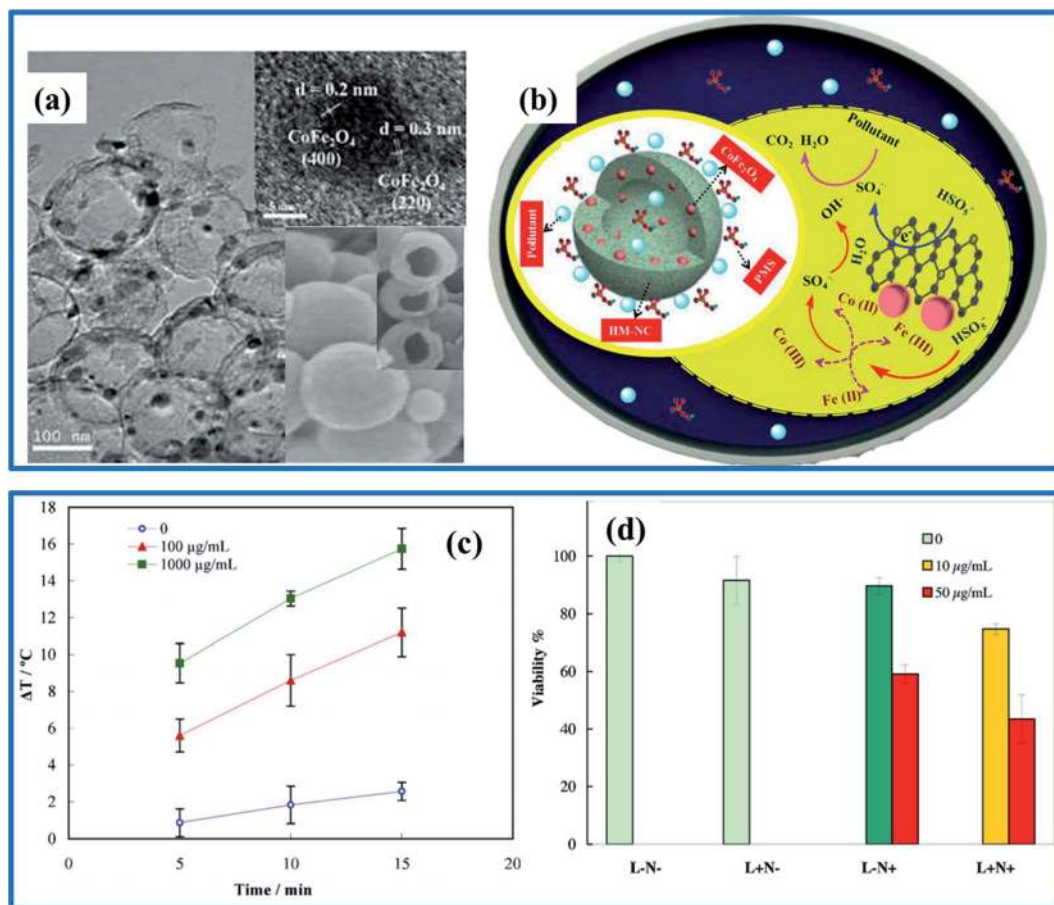 (a)
d = 0.2 nm
d = 0.3 nm
CoFe₂O₄
(400)
CoFe₂O₄
(220)
5 nm
100 nm
(b)
Pollutant
CO₂ H₂O
CoFe₂O₄
SO₄˙⁻
HSO₅⁻
OH·
e⁻
H₂O
Pollutant
PMS
SO₄˙⁻
HM-NC
Co (II)
Fe (III)
HSO₅⁻
Co (III)
Fe (II)
(c)
0
100 µg/mL
1000 µg/mL
18
16
14
12
10
8
6
4
2
0
ΔT / °C
0 5 10 15 20
Time / min
(d)
0
10 µg/mL
50 µg/mL
100
80
60
40
20
0
Viability %
L-N- L+N- L-N+ L+N+